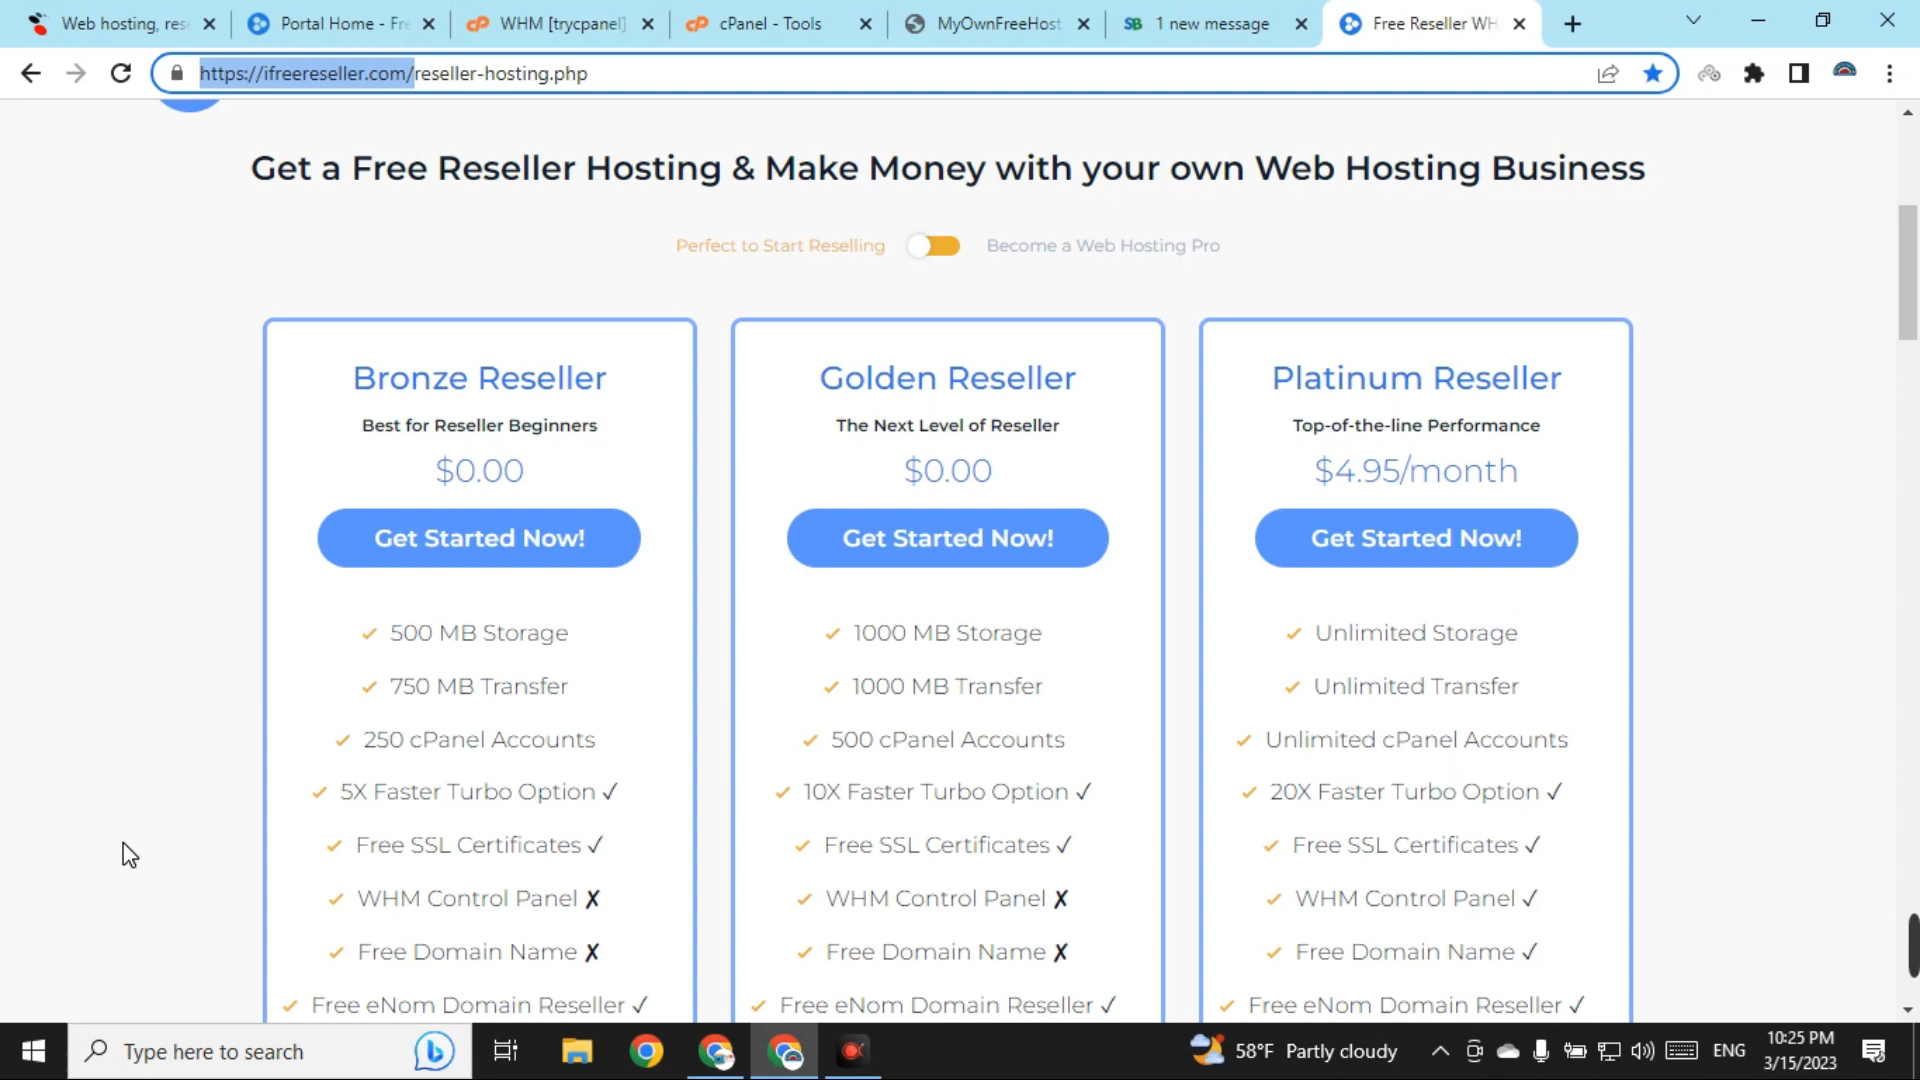 Web hosting, rese
Portal Home - Fre
WHM [trycpanel]
cPanel - Tools
MyOwnFreeHost
SB 1 new message
Free Reseller WH
https://ifreereseller.com/reseller-hosting.php
Get a Free Reseller Hosting & Make Money with your own Web Hosting Business
Perfect to Start Reselling
Become a Web Hosting Pro
Bronze Reseller
Best for Reseller Beginners
$0.00
Get Started Now!
500 MB Storage
750 MB Transfer
250 cPanel Accounts
5X Faster Turbo Option ✓
Free SSL Certificates ✓
WHM Control Panel ✗
Free Domain Name ✗
Free eNom Domain Reseller ✓
Golden Reseller
The Next Level of Reseller
$0.00
Get Started Now!
1000 MB Storage
1000 MB Transfer
500 cPanel Accounts
10X Faster Turbo Option ✓
Free SSL Certificates ✓
WHM Control Panel ✗
Free Domain Name ✗
Free eNom Domain Reseller ✓
Platinum Reseller
Top-of-the-line Performance
$4.95/month
Get Started Now!
Unlimited Storage
Unlimited Transfer
Unlimited cPanel Accounts
20X Faster Turbo Option ✓
Free SSL Certificates ✓
WHM Control Panel ✓
Free Domain Name ✓
Free eNom Domain Reseller ✓
Type here to search
58°F Partly cloudy
ENG
10:25 PM
3/15/2023